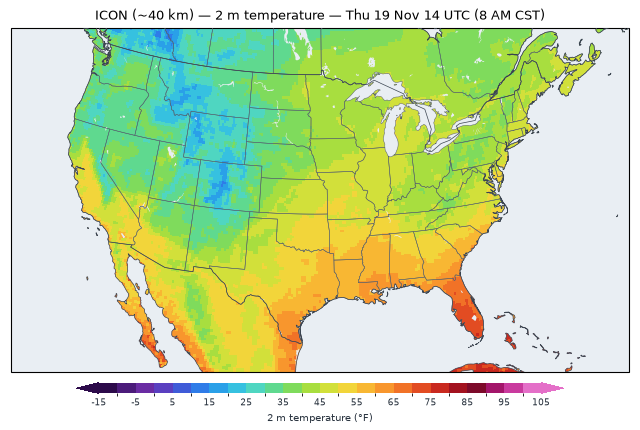 ICON (~40 km) — 2 m temperature — Thu 19 Nov 14 UTC (8 AM CST)
-15 -5 5 15 25 35 45 55 65 75 85 95 105
2 m temperature (°F)